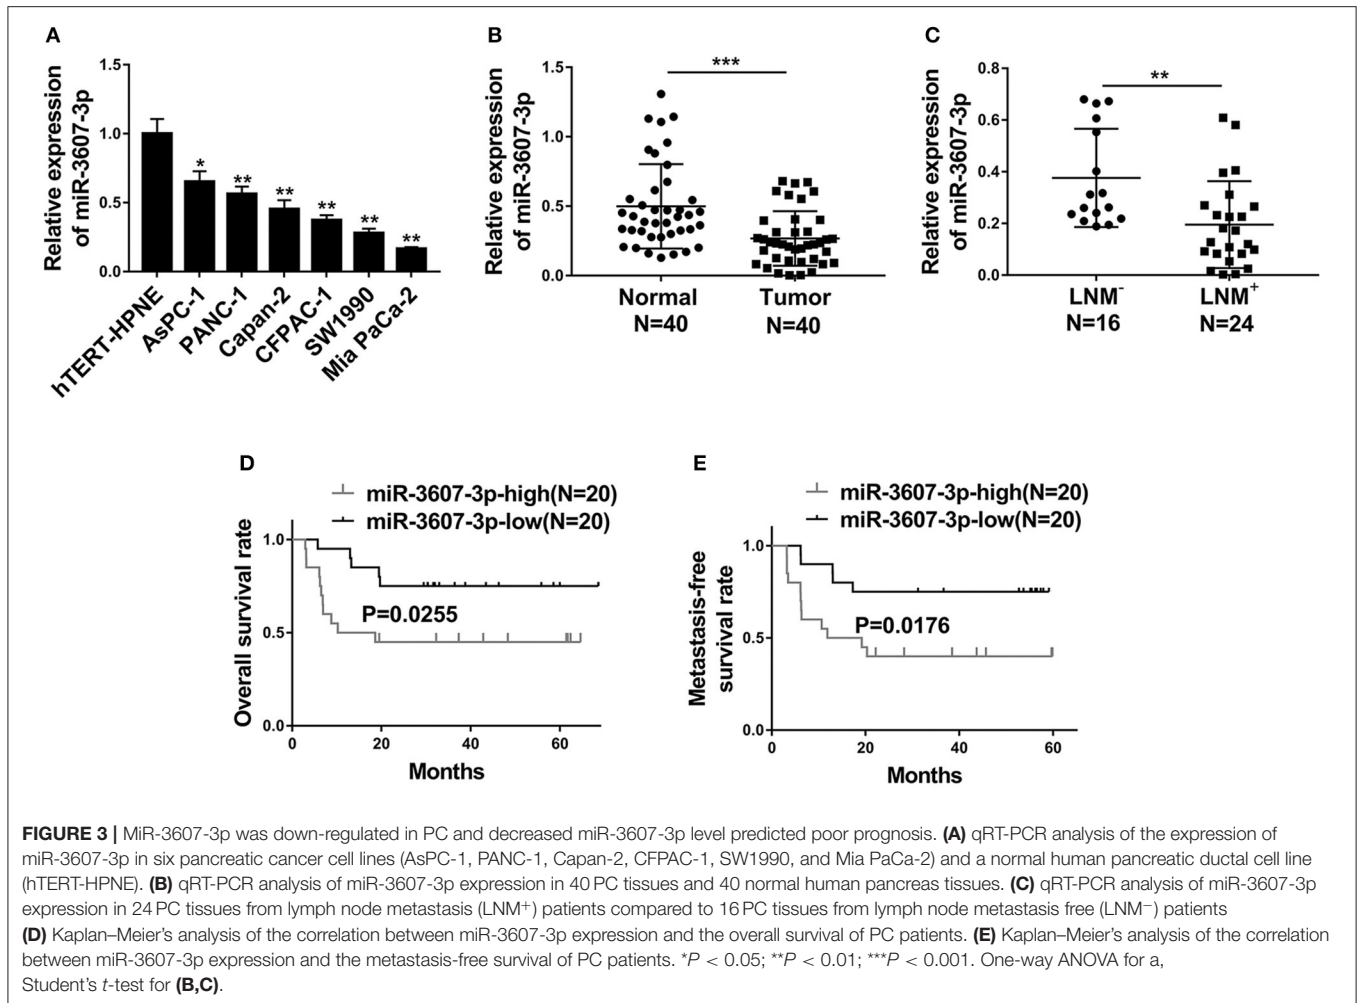 A
Relative expression
of miR-3607-3p
1.5
1.0
0.5
0.0
*
**
**
**
**
**
hTERT-HPNE
AsPC-1
PANC-1
Capan-2
CFPAC-1
SW1990
Mia PaCa-2
B
Relative expression
of miR-3607-3p
1.5
1.0
0.5
0.0
***
Normal
N=40
Tumor
N=40
C
Relative expression
of miR-3607-3p
0.8
0.6
0.4
0.2
0.0
**
LNM⁻
N=16
LNM⁺
N=24
D
miR-3607-3p-high(N=20)
miR-3607-3p-low(N=20)
Overall survival rate
1.0
0.5
0.0
P=0.0255
0 20 40 60
Months
E
miR-3607-3p-high(N=20)
miR-3607-3p-low(N=20)
Metastasis-free
survival rate
1.0
0.5
0.0
P=0.0176
0 20 40 60
Months
FIGURE 3 | MiR-3607-3p was down-regulated in PC and decreased miR-3607-3p level predicted poor prognosis. (A) qRT-PCR analysis of the expression of
miR-3607-3p in six pancreatic cancer cell lines (AsPC-1, PANC-1, Capan-2, CFPAC-1, SW1990, and Mia PaCa-2) and a normal human pancreatic ductal cell line
(hTERT-HPNE). (B) qRT-PCR analysis of miR-3607-3p expression in 40 PC tissues and 40 normal human pancreas tissues. (C) qRT-PCR analysis of miR-3607-3p
expression in 24 PC tissues from lymph node metastasis (LNM⁺) patients compared to 16 PC tissues from lymph node metastasis free (LNM⁻) patients
(D) Kaplan–Meier's analysis of the correlation between miR-3607-3p expression and the overall survival of PC patients. (E) Kaplan–Meier's analysis of the correlation
between miR-3607-3p expression and the metastasis-free survival of PC patients. *P < 0.05; **P < 0.01; ***P < 0.001. One-way ANOVA for a,
Student's t-test for (B,C).